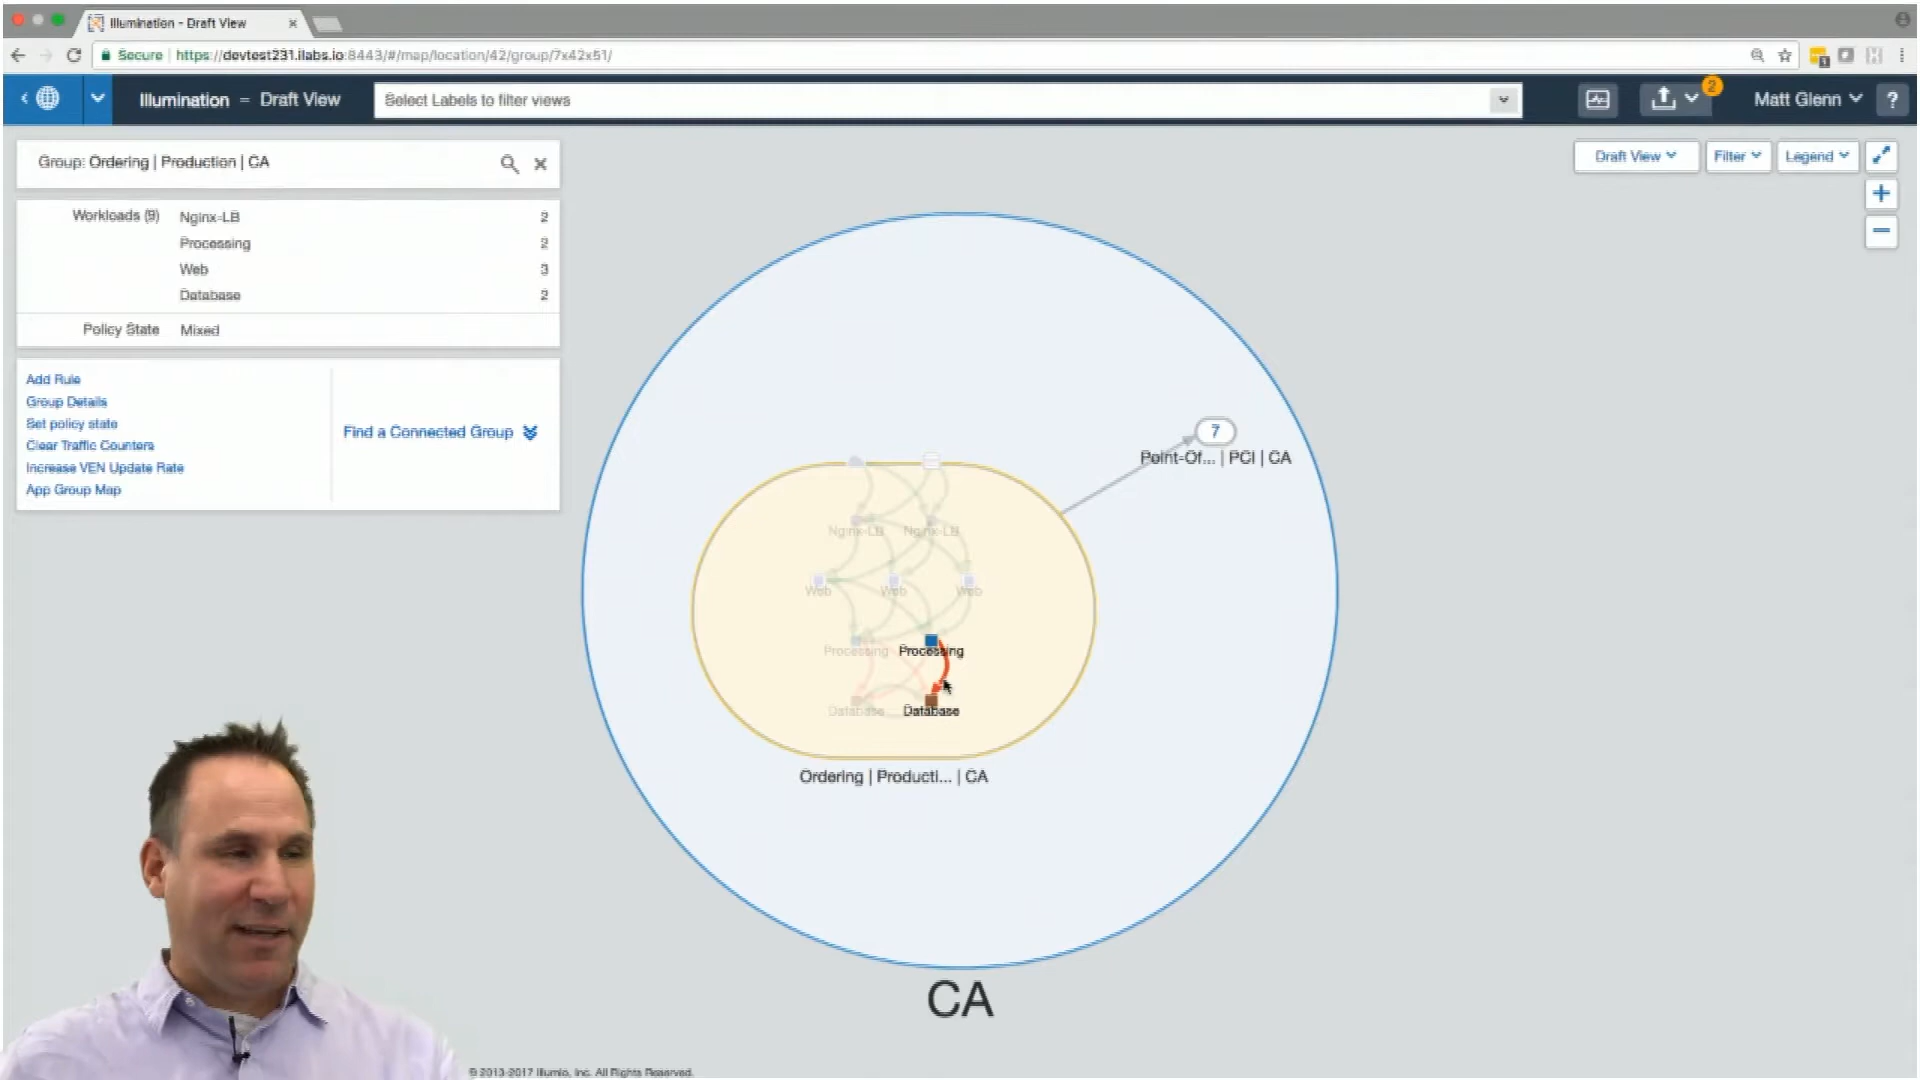 Illumination - Draft View
Secure | https://devtest231.ilabs.io:8443/#/map/location/42/group/7x42x51/
Illumination - Draft View
Select Labels to filter views
2
Matt Glenn
?
Group: Ordering | Production | CA
Draft View
Filter
Legend
Workloads (9)
Nginx-LB 2
Processing 2
Web 3
Database 2
Policy State Mixed
Add Rule
Group Details
Set policy state
Clear Traffic Counters
Increase VEN Update Rate
App Group Map
Find a Connected Group
7
Point-Of... | PCI | CA
Nginx-LB Nginx-LB
Web Web Web
Processing Processing
Database Database
Ordering | Producti... | CA
CA
© 2013-2017 Illumio, Inc. All Rights Reserved.